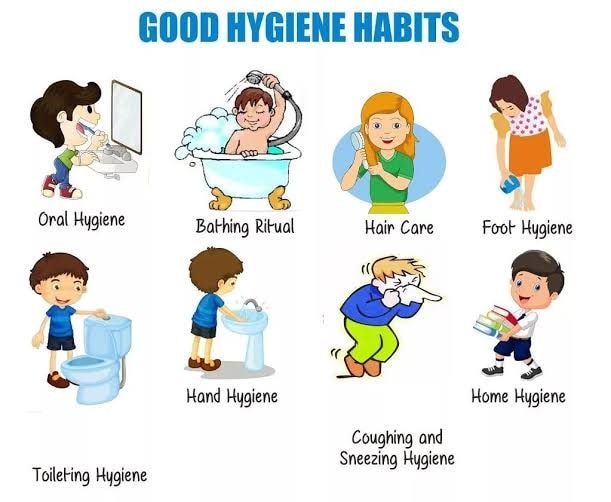 GOOD HYGIENE HABITS
Oral Hygiene
Bathing Ritual
Hair Care
Foot Hygiene
Hand Hygiene
Home Hygiene
Coughing and
Sneezing Hygiene
Toileting Hygiene